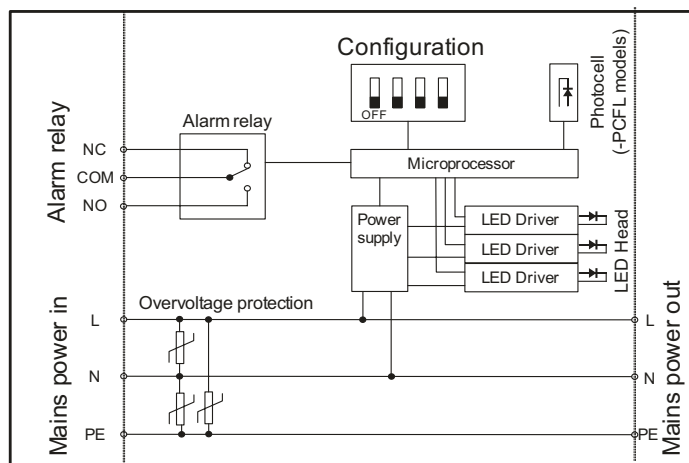 Configuration
OFF
Photocell
(-PCFL models)
Alarm relay
Alarm relay
NC
COM
NO
Microprocessor
Power
supply
LED Driver
LED Driver
LED Driver
LED Head
Overvoltage protection
Mains power in
L
N
PE
L
N
PE
Mains power out